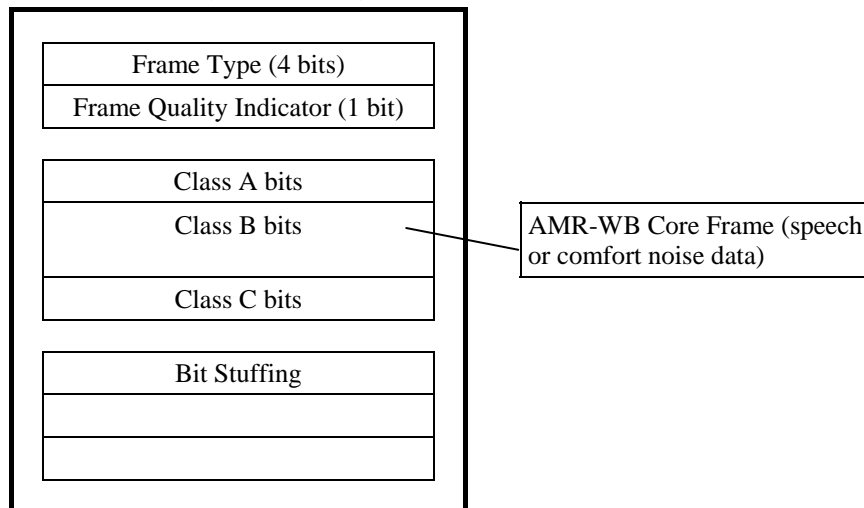 Frame Type (4 bits)
Frame Quality Indicator (1 bit)
Class A bits
Class B bits
Class C bits
AMR-WB Core Frame (speech
or comfort noise data)
Bit Stuffing